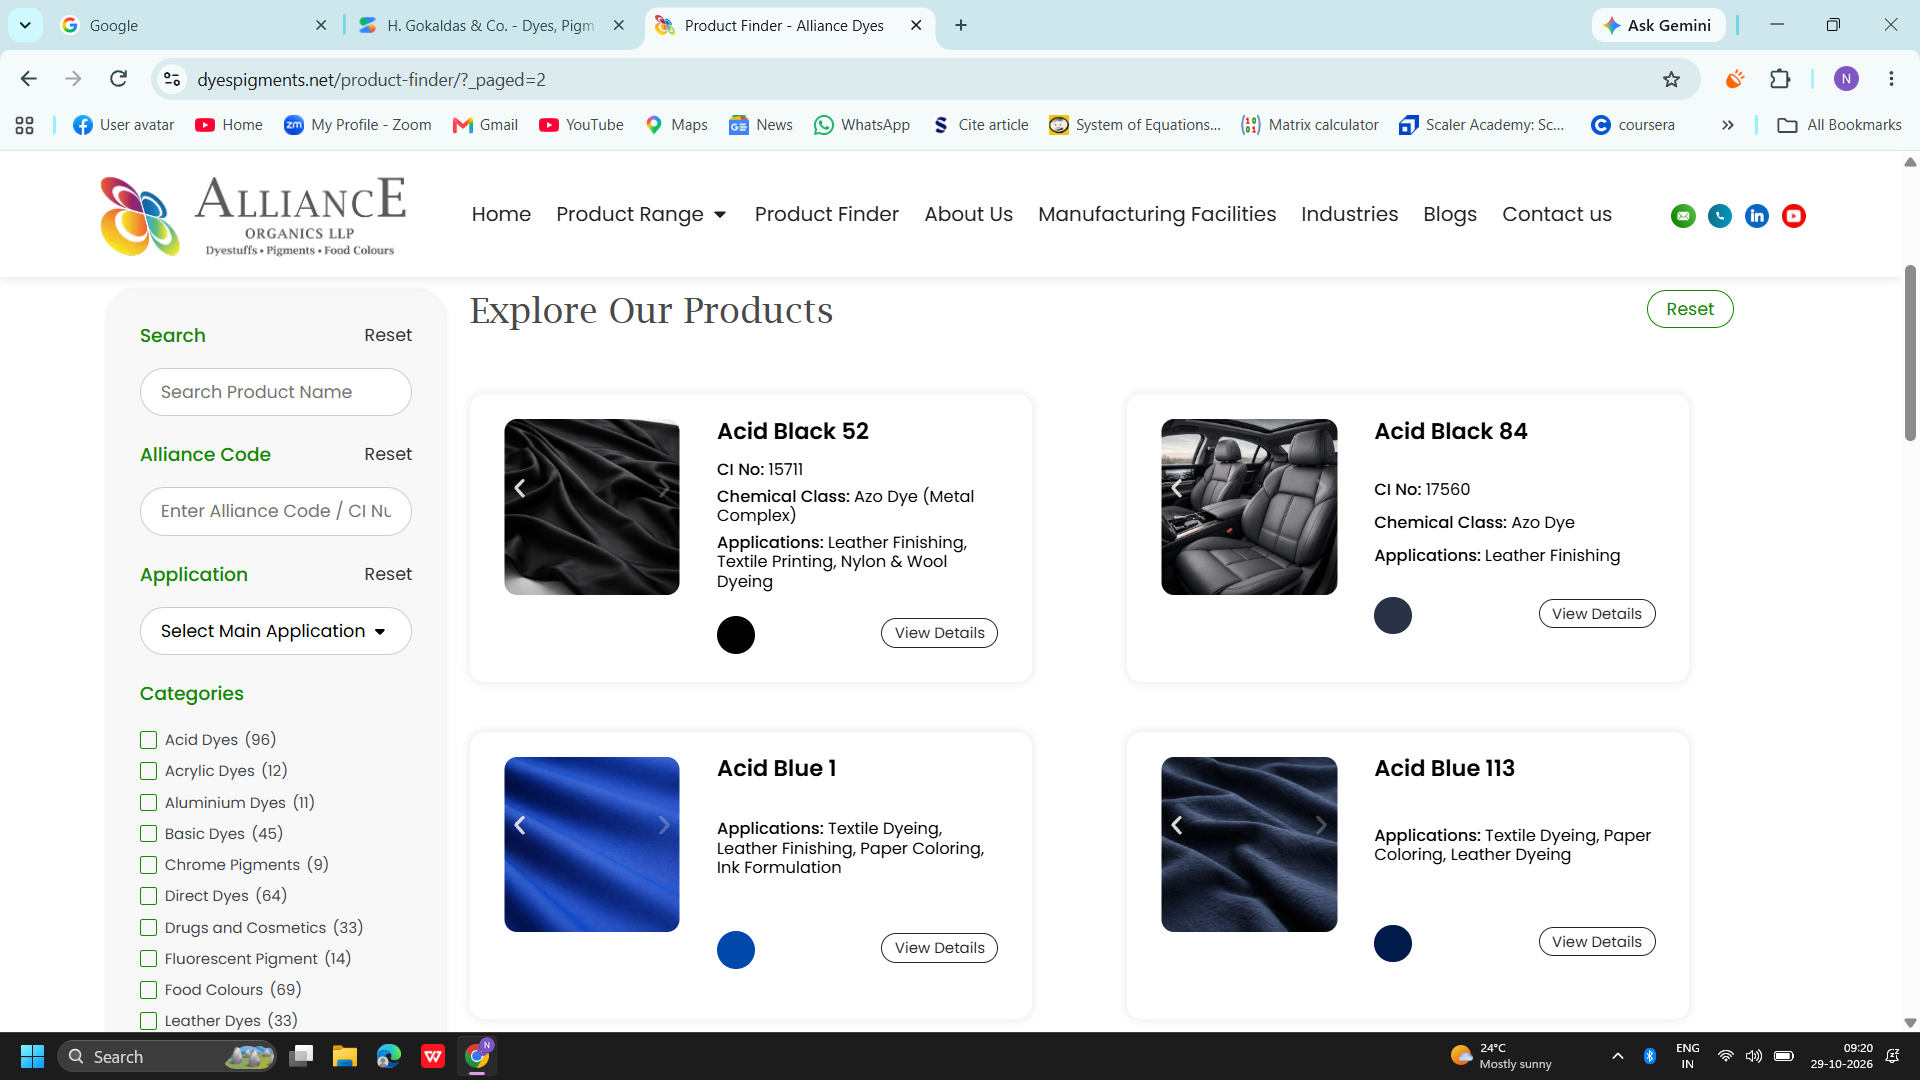 Google
H. Gokaldas & Co. - Dyes, Pigm
Product Finder - Alliance Dyes
Ask Gemini
dyespigments.net/product-finder/?_paged=2
N
User avatar
Home
My Profile - Zoom
Gmail
YouTube
Maps
News
WhatsApp
Cite article
System of Equations...
Matrix calculator
Scaler Academy: Sc...
coursera
All Bookmarks
ALLIANCE
ORGANICS LLP
Dyestuffs • Pigments • Food Colours
Home
Product Range
Product Finder
About Us
Manufacturing Facilities
Industries
Blogs
Contact us
Search
Reset
Search Product Name
Alliance Code
Reset
Enter Alliance Code / CI Nu
Application
Reset
Select Main Application
Categories
Acid Dyes (96)
Acrylic Dyes (12)
Aluminium Dyes (11)
Basic Dyes (45)
Chrome Pigments (9)
Direct Dyes (64)
Drugs and Cosmetics (33)
Fluorescent Pigment (14)
Food Colours (69)
Leather Dyes (33)
Explore Our Products
Reset
Acid Black 52
CI No: 15711
Chemical Class: Azo Dye (Metal
Complex)
Applications: Leather Finishing,
Textile Printing, Nylon & Wool
Dyeing
View Details
Acid Black 84
CI No: 17560
Chemical Class: Azo Dye
Applications: Leather Finishing
View Details
Acid Blue 1
Applications: Textile Dyeing,
Leather Finishing, Paper Coloring,
Ink Formulation
View Details
Acid Blue 113
Applications: Textile Dyeing, Paper
Coloring, Leather Dyeing
View Details
Search
N
24°C
Mostly sunny
ENG
IN
09:20
29-10-2026